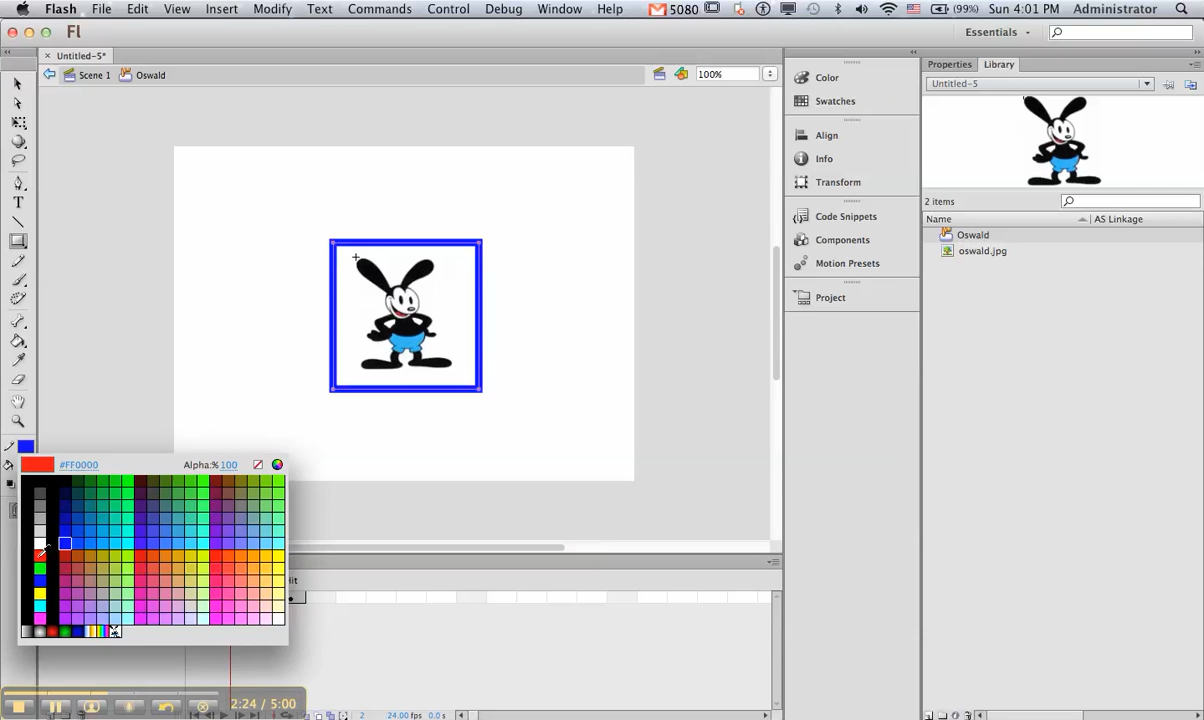 Flash File Edit View Insert Modify Text Commands Control Debug Window Help 5080 (99%) Sun 4:01 PM Administrator
Fl Essentials
Untitled-5*
Scene 1 Oswald 100%
Properties Library
Untitled-5
Color
Swatches
Align
Info
Transform
Code Snippets
Components
Motion Presets
Project
2 items
Name AS Linkage
Oswald
oswald.jpg
T
#FF0000 Alpha:% 100
Hit
2:24 / 5:00
2 24.00 fps 0.0 s